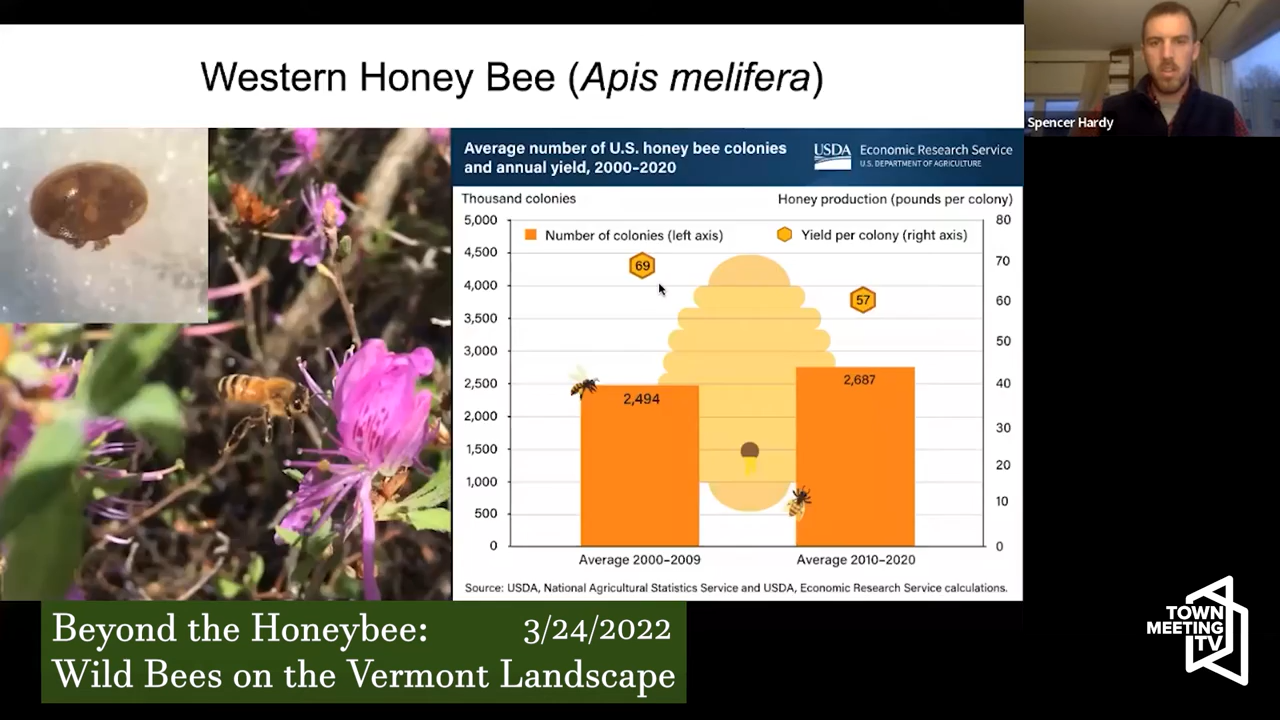 Western Honey Bee (Apis melifera)
Spencer Hardy
Average number of U.S. honey bee colonies
and annual yield, 2000–2020
USDA Economic Research Service
U.S. DEPARTMENT OF AGRICULTURE
Thousand colonies
Honey production (pounds per colony)
Number of colonies (left axis)
Yield per colony (right axis)
5,000
4,500
4,000
3,500
3,000
2,500
2,000
1,500
1,000
500
0
69
57
2,494
2,687
80
70
60
50
40
30
20
10
0
Average 2000–2009
Average 2010–2020
Source: USDA, National Agricultural Statistics Service and USDA, Economic Research Service calculations.
Beyond the Honeybee: 3/24/2022
Wild Bees on the Vermont Landscape
TOWN
MEETING
TV